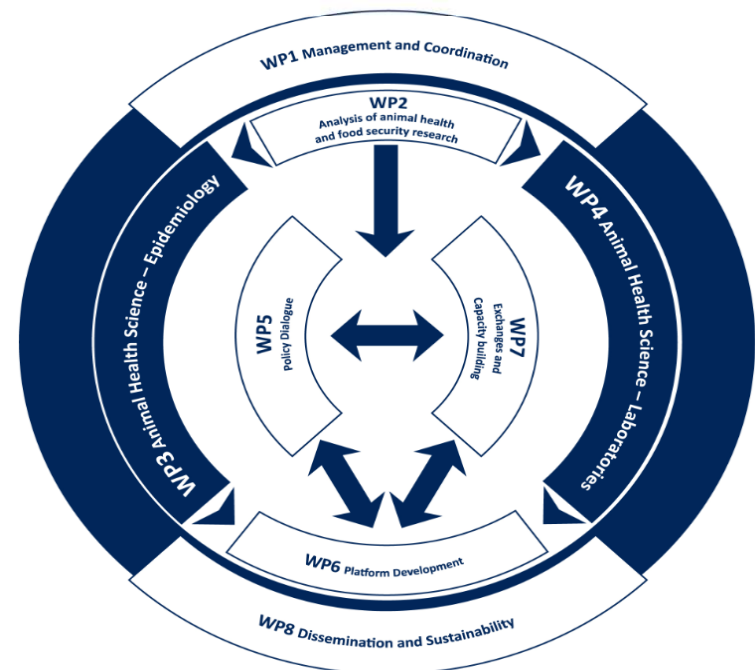 WP1 Management and Coordination
WP2
Analysis of animal health
and food security research
WP3 Animal Health Science – Epidemiology
WP4 Animal Health Science – Laboratories
WP5
Policy Dialogue
WP7
Exchanges and
Capacity building
WP6 Platform Development
WP8 Dissemination and Sustainability